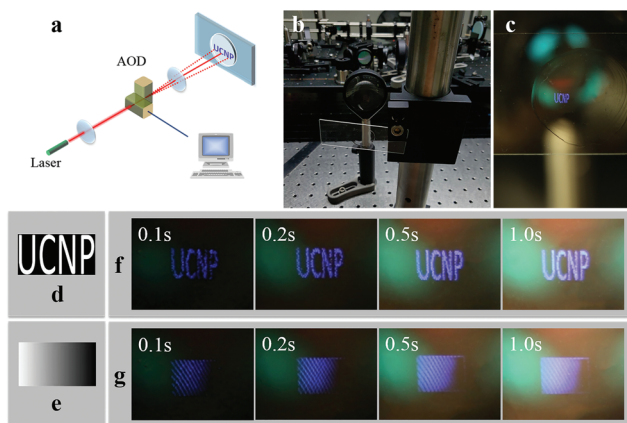 a
AOD
UCNP
Laser
b
c
UCNP
UCNP
d
f
0.1s
UCNP
0.2s
UCNP
0.5s
UCNP
1.0s
UCNP
e
g
0.1s
0.2s
0.5s
1.0s